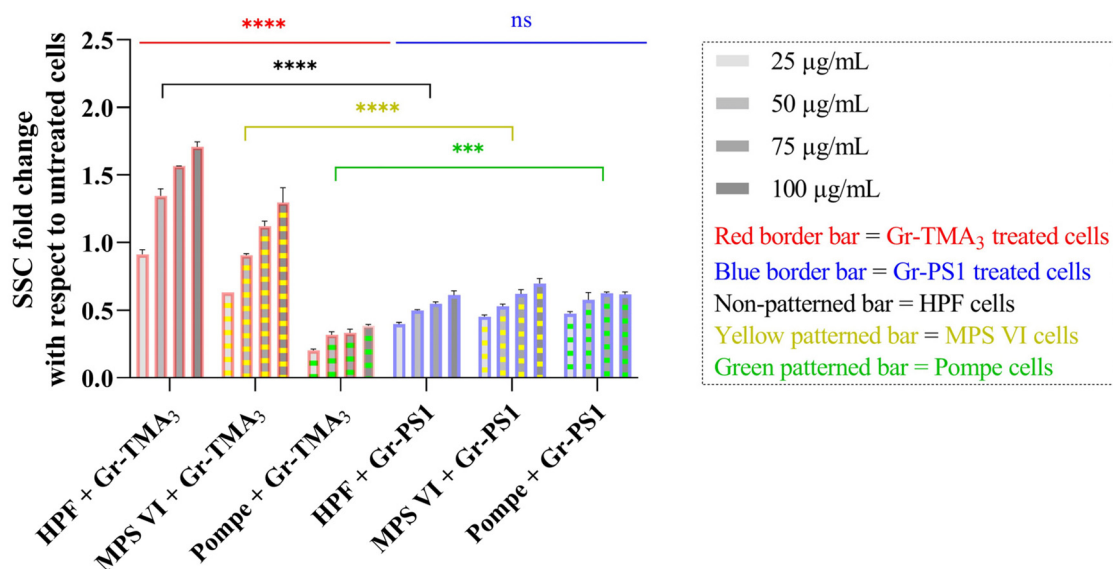 SSC fold change
with respect to untreated cells
2.5
2.0
1.5
1.0
0.5
0.0
****
ns
****
****
***
HPF + Gr-TMA₃
MPS VI + Gr-TMA₃
Pompe + Gr-TMA₃
HPF + Gr-PS1
MPS VI + Gr-PS1
Pompe + Gr-PS1
25 µg/mL
50 µg/mL
75 µg/mL
100 µg/mL
Red border bar = Gr-TMA₃ treated cells
Blue border bar = Gr-PS1 treated cells
Non-patterned bar = HPF cells
Yellow patterned bar = MPS VI cells
Green patterned bar = Pompe cells